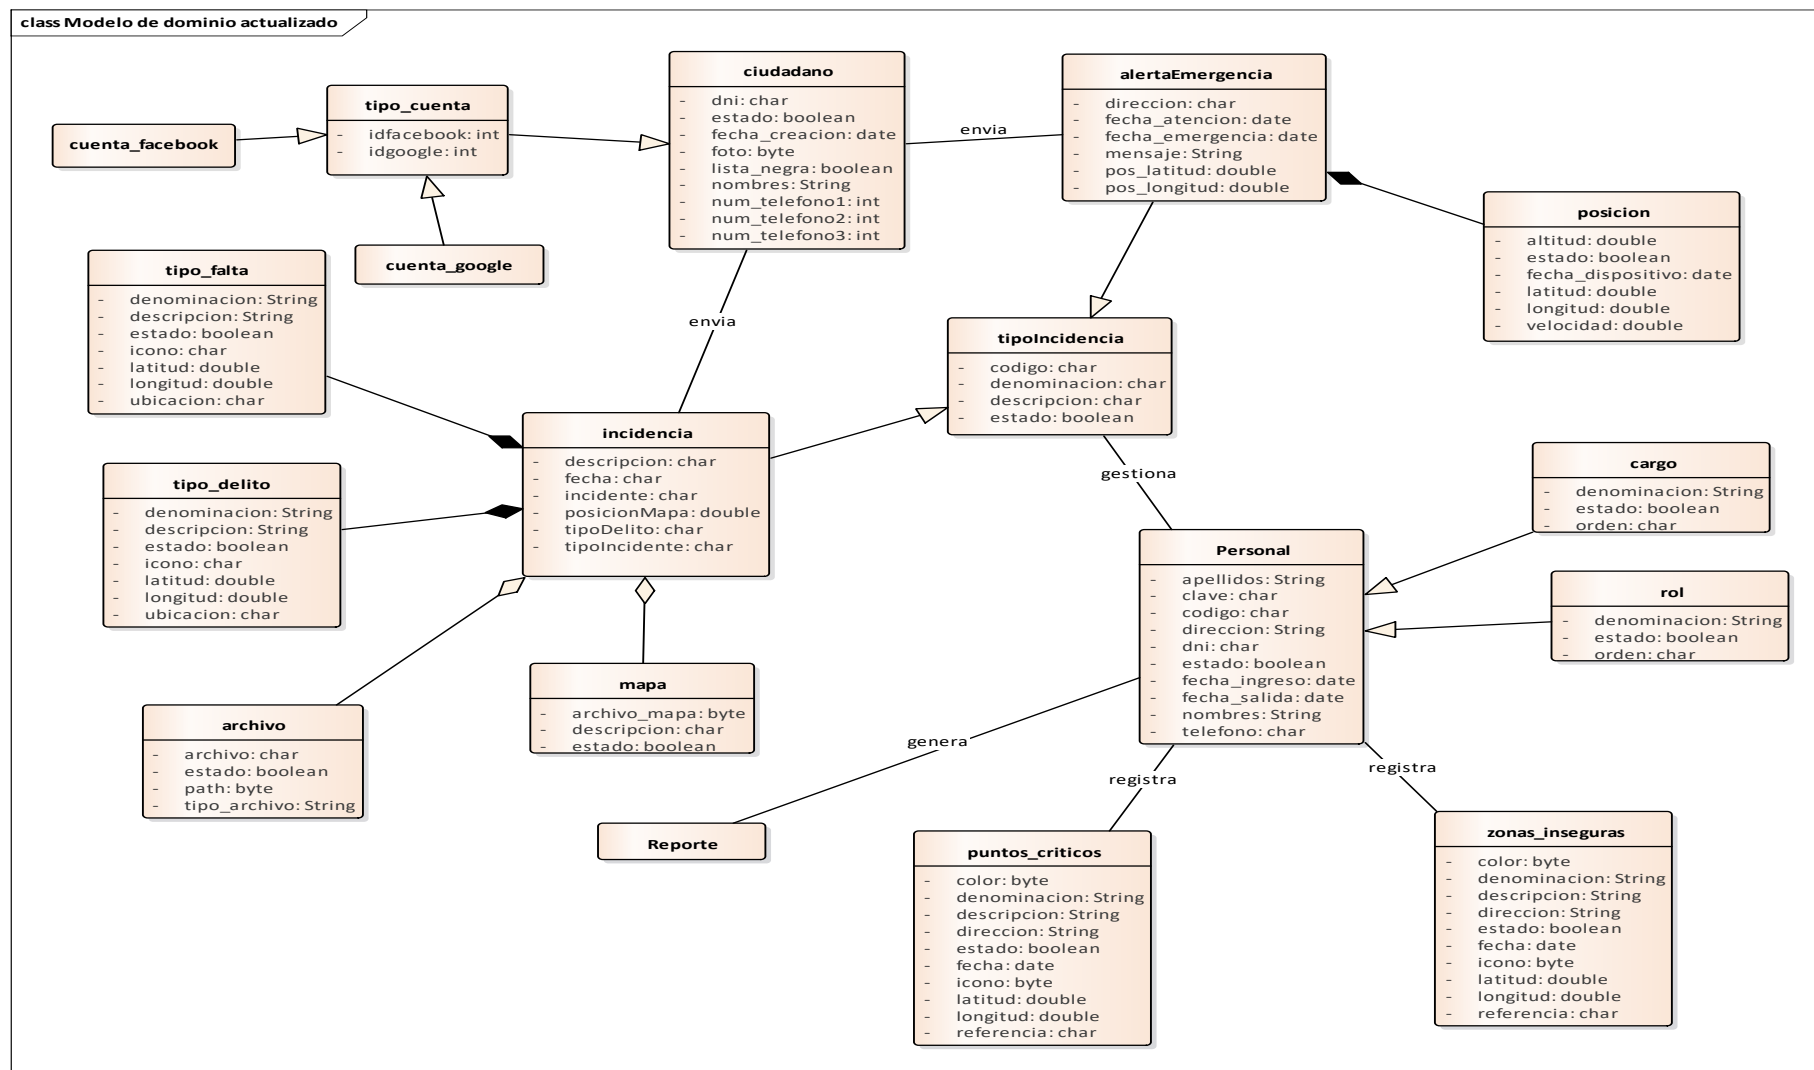 class Modelo de dominio actualizado
cuenta_facebook
tipo_cuenta
- idfacebook: int
- idgoogle: int
cuenta_google
ciudadano
- dni: char
- estado: boolean
- fecha_creacion: date
- foto: byte
- lista_negra: boolean
- nombres: String
- num_telefono1: int
- num_telefono2: int
- num_telefono3: int
envia
alertaEmergencia
- direccion: char
- fecha_atencion: date
- fecha_emergencia: date
- mensaje: String
- pos_latitud: double
- pos_longitud: double
posicion
- altitud: double
- estado: boolean
- fecha_dispositivo: date
- latitud: double
- longitud: double
- velocidad: double
tipo_falta
- denominacion: String
- descripcion: String
- estado: boolean
- icono: char
- latitud: double
- longitud: double
- ubicacion: char
envia
tipoIncidencia
- codigo: char
- denominacion: char
- descripcion: char
- estado: boolean
incidencia
- descripcion: char
- fecha: char
- incidente: char
- posicionMapa: double
- tipoDelito: char
- tipoIncidente: char
gestiona
tipo_delito
- denominacion: String
- descripcion: String
- estado: boolean
- icono: char
- latitud: double
- longitud: double
- ubicacion: char
cargo
- denominacion: String
- estado: boolean
- orden: char
Personal
- apellidos: String
- clave: char
- codigo: char
- direccion: String
- dni: char
- estado: boolean
- fecha_ingreso: date
- fecha_salida: date
- nombres: String
- telefono: char
rol
- denominacion: String
- estado: boolean
- orden: char
archivo
- archivo: char
- estado: boolean
- path: byte
- tipo_archivo: String
mapa
- archivo_mapa: byte
- descripcion: char
- estado: boolean
genera
registra
registra
Reporte
puntos_criticos
- color: byte
- denominacion: String
- descripcion: String
- direccion: String
- estado: boolean
- fecha: date
- icono: byte
- latitud: double
- longitud: double
- referencia: char
zonas_inseguras
- color: byte
- denominacion: String
- descripcion: String
- direccion: String
- estado: boolean
- fecha: date
- icono: byte
- latitud: double
- longitud: double
- referencia: char